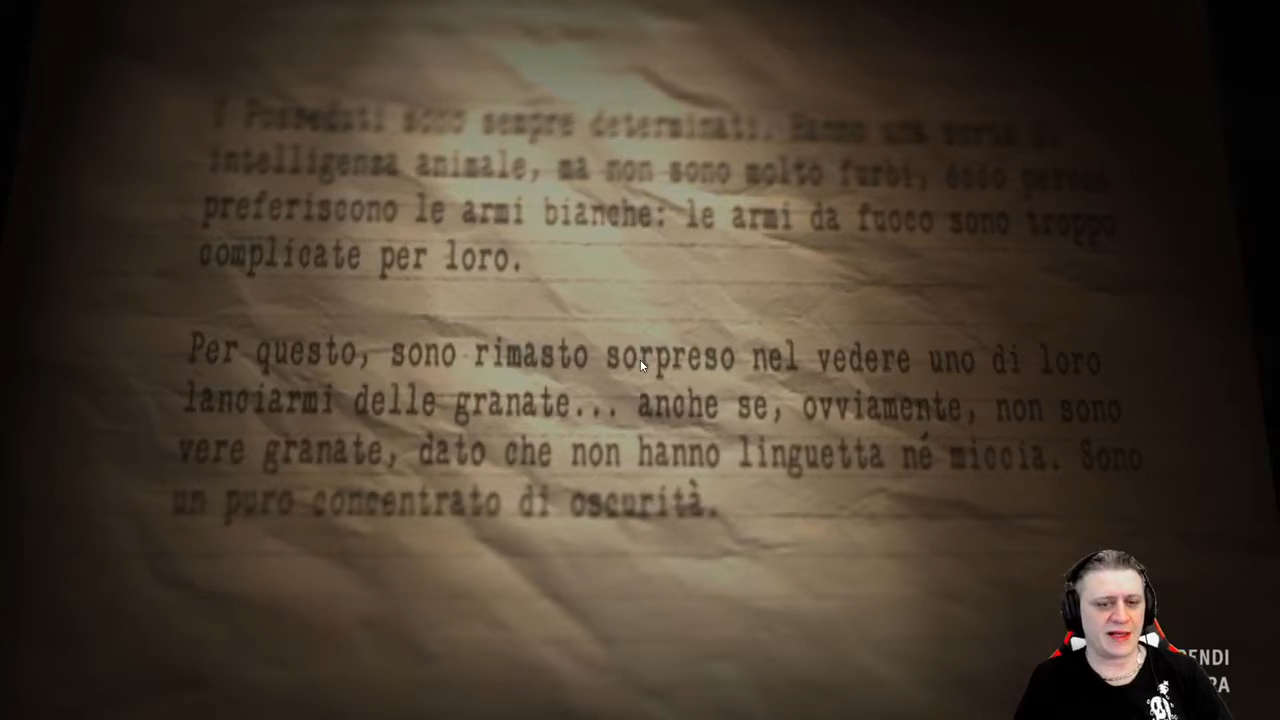 I Posseduti sono sempre determinati. Hanno una sorta di
intelligenza animale, ma non sono molto furbi, ecco perché
preferiscono le armi bianche: le armi da fuoco sono troppo
complicate per loro.
Per questo, sono rimasto sorpreso nel vedere uno di loro
lanciarmi delle granate... anche se, ovviamente, non sono
vere granate, dato che non hanno linguetta né miccia. Sono
un puro concentrato di oscurità.